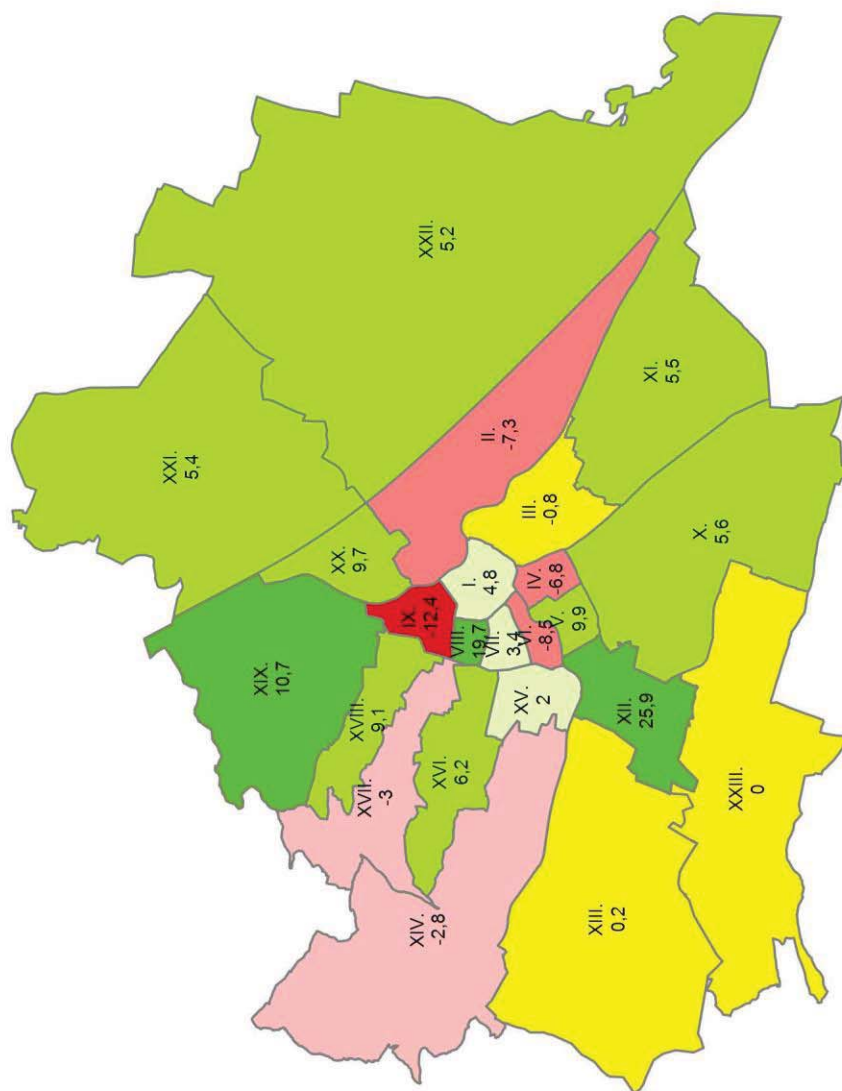 XXI.
5,4
XXII.
5,2
XX.
9,7
XIX.
10,7
II.
-7,3
IX.
-12,4
XVIII.
9,1
I.
4,8
III.
-0,8
VIII.
19,7
VII.
3,4
VI.
-8,5
IV.
-6,8
V.
9,9
XVII.
-3
XVI.
6,2
XV.
2
XI.
5,5
X.
5,6
XII.
25,9
XIV.
-2,8
XIII.
0,2
XXIII.
0